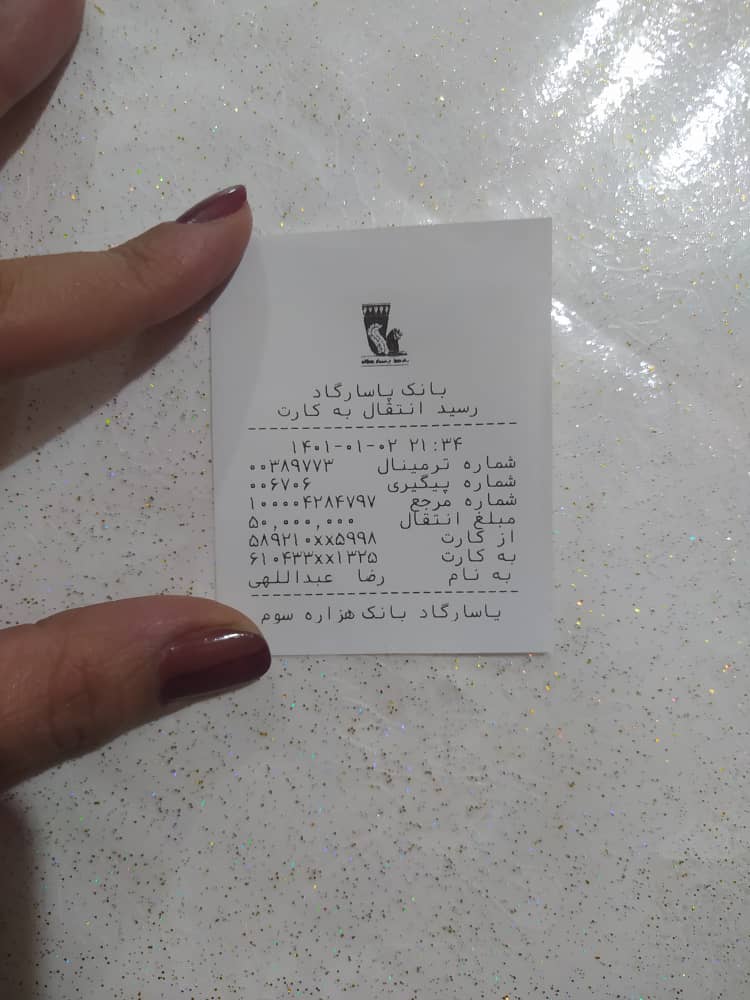 بانک پاسارگاد
رسید انتقال به کارت
۱۴۰۱-۰۱-۰۲ ۲۱:۳۴
شماره ترمینال ۰۰۳۸۹۷۷۳
شماره پیگیری ۰۰۶۷۰۶
شماره مرجع ۱۰۰۰۰۴۲۸۴۷۹۷
مبلغ انتقال ۵۰,۰۰۰,۰۰۰
از کارت ۵۸۹۲۱۰xx۵۹۹۸
به کارت ۶۱۰۴۳۳xx۱۳۲۵
به نام رضا عبداللهی
پاسارگاد بانک هزاره سوم